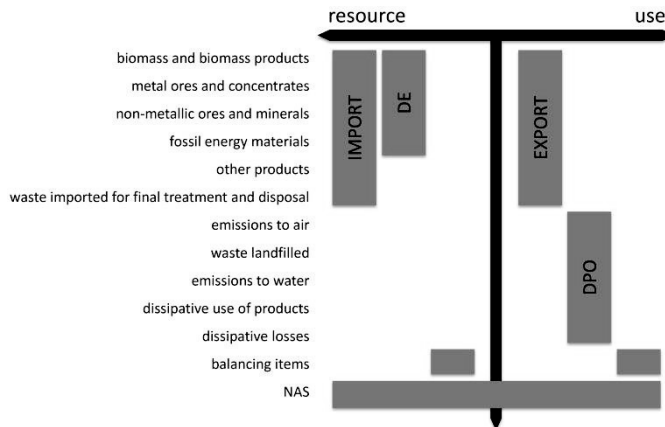 resource
use
biomass and biomass products
metal ores and concentrates
non-metallic ores and minerals
fossil energy materials
other products
waste imported for final treatment and disposal
emissions to air
waste landfilled
emissions to water
dissipative use of products
dissipative losses
balancing items
NAS
IMPORT
DE
EXPORT
DPO